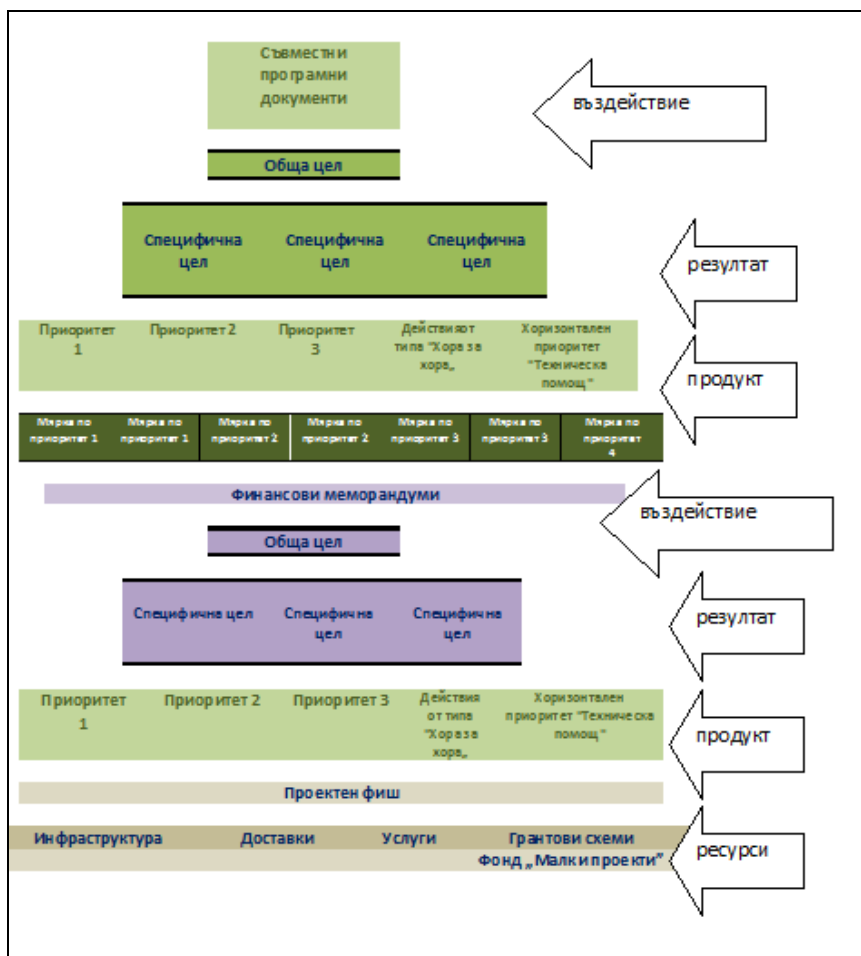 Съвместни
програмни
документи
въздействие
Обща цел
Специфична Специфична Специфична
цел цел цел
резултат
Приоритет Приоритет 2 Приоритет Действия от Хоризонтален
1 3 типа "Хора за приоритет
хора„ "Техническа
помощ"
продукт
Мярка по Мярка по Мярка по Мярка по Мярка по Мярка по Мярка по
приоритет 1 приоритет 1 приоритет 2 приоритет 2 приоритет 3 приоритет 3 приоритет
4
Финансови меморандуми
въздействие
Обща цел
Специфична цел Специфична Специфична
цел цел
резултат
Приоритет Приоритет 2 Приоритет 3 Действия Хоризонтален
1 от типа приоритет "Техническа
"Хора за помощ"
хора„
продукт
Проектен фиш
Инфраструктура Доставки Услуги Грантови схеми
Фонд „Малки проекти”
ресурси